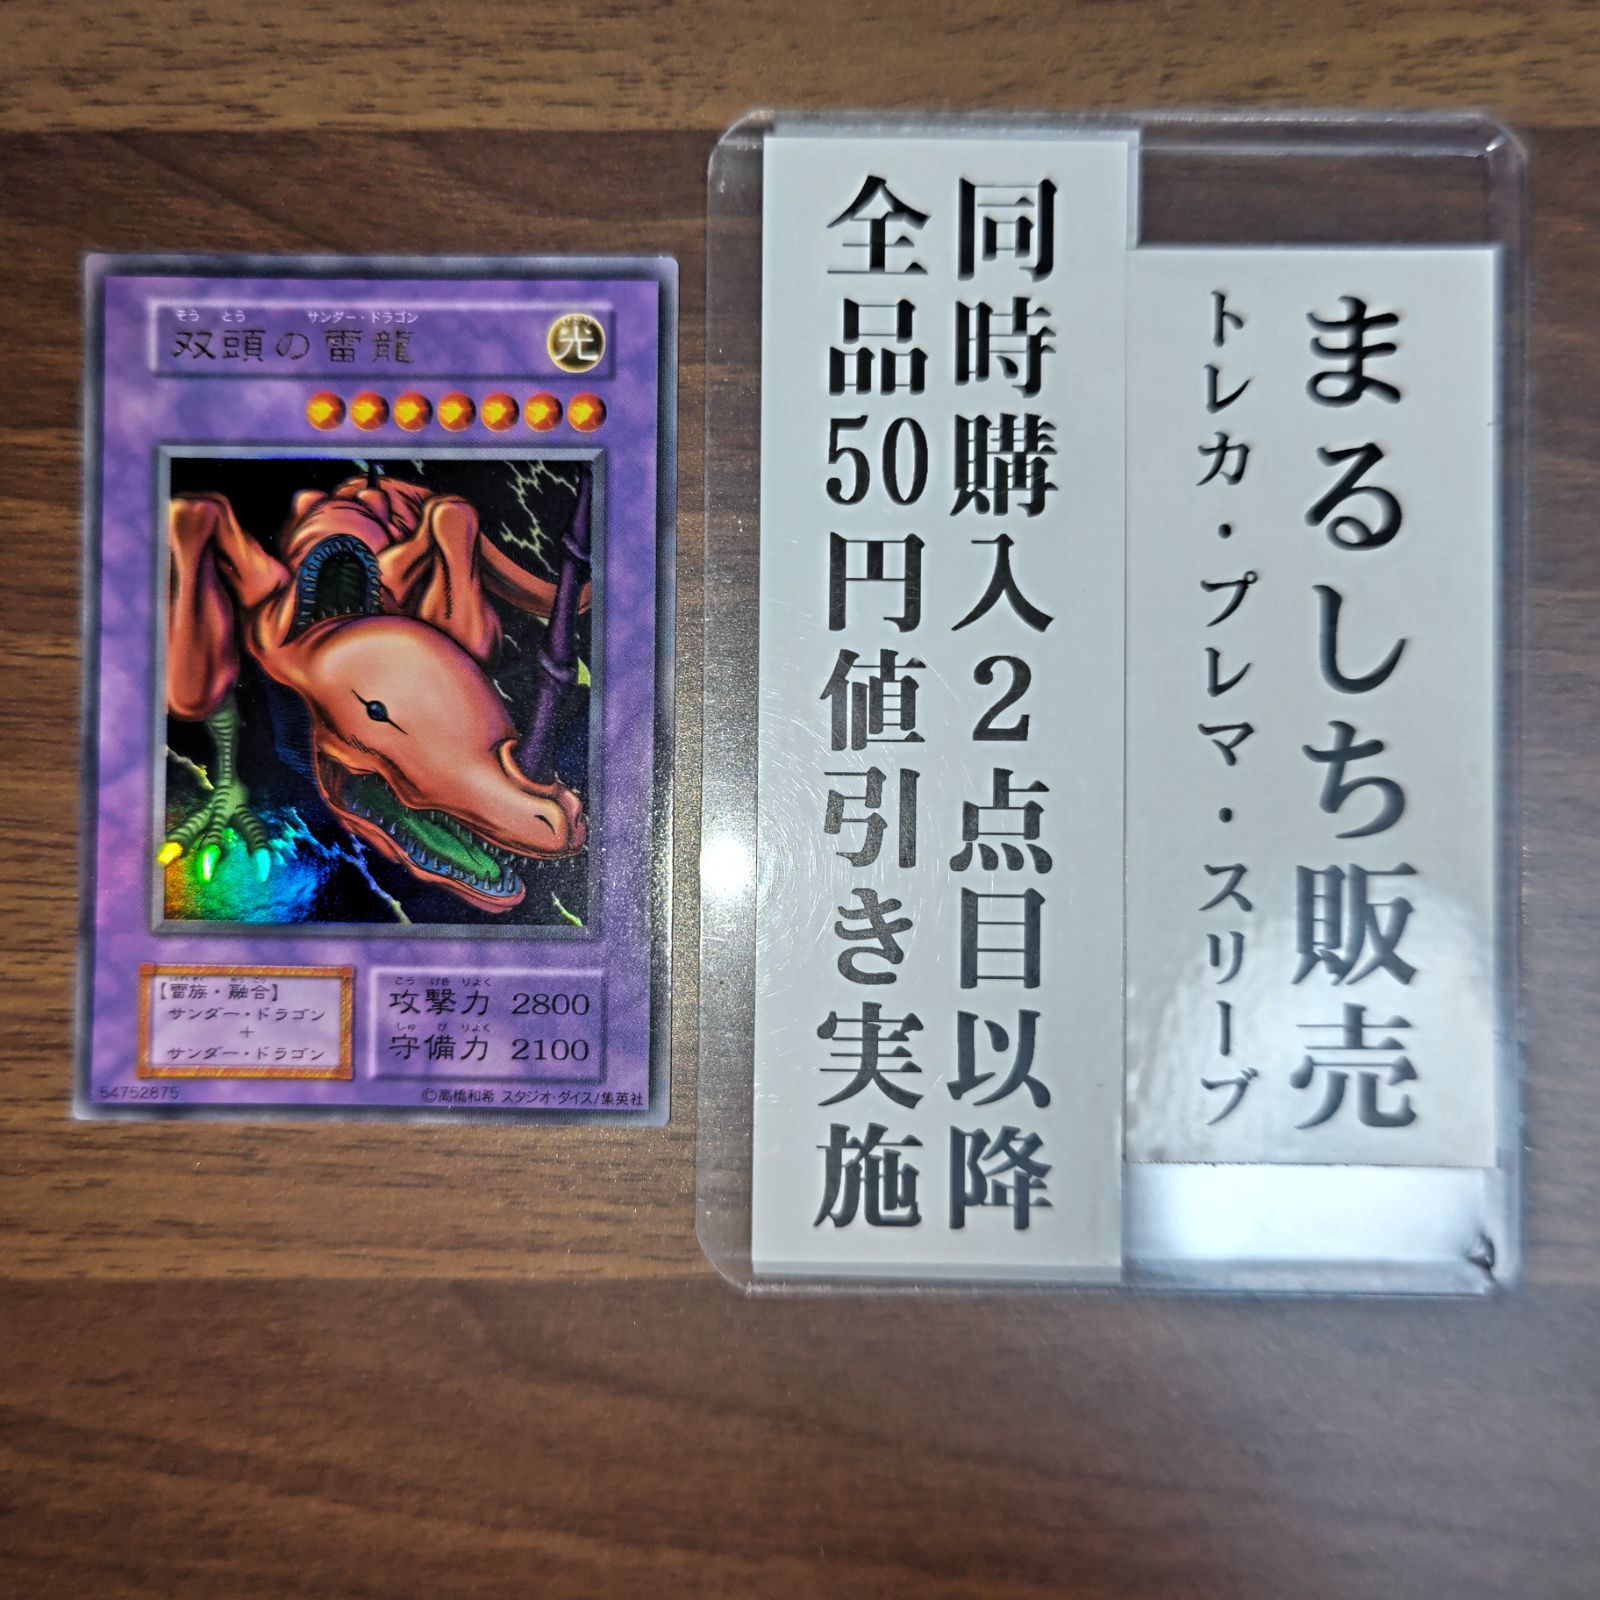 そう とう サンダー・ドラゴン
双頭の雷龍
光
【雷族・融合】
サンダー・ドラゴン
＋
サンダー・ドラゴン
こう げき りょく
攻撃力 2800
しゅ び りょく
守備力 2100
54752875
©高橋和希 スタジオ・ダイス/集英社
まるしち販売
トレカ・プレマ・スリーブ
同時購入2点目以降
全品50円値引き実施